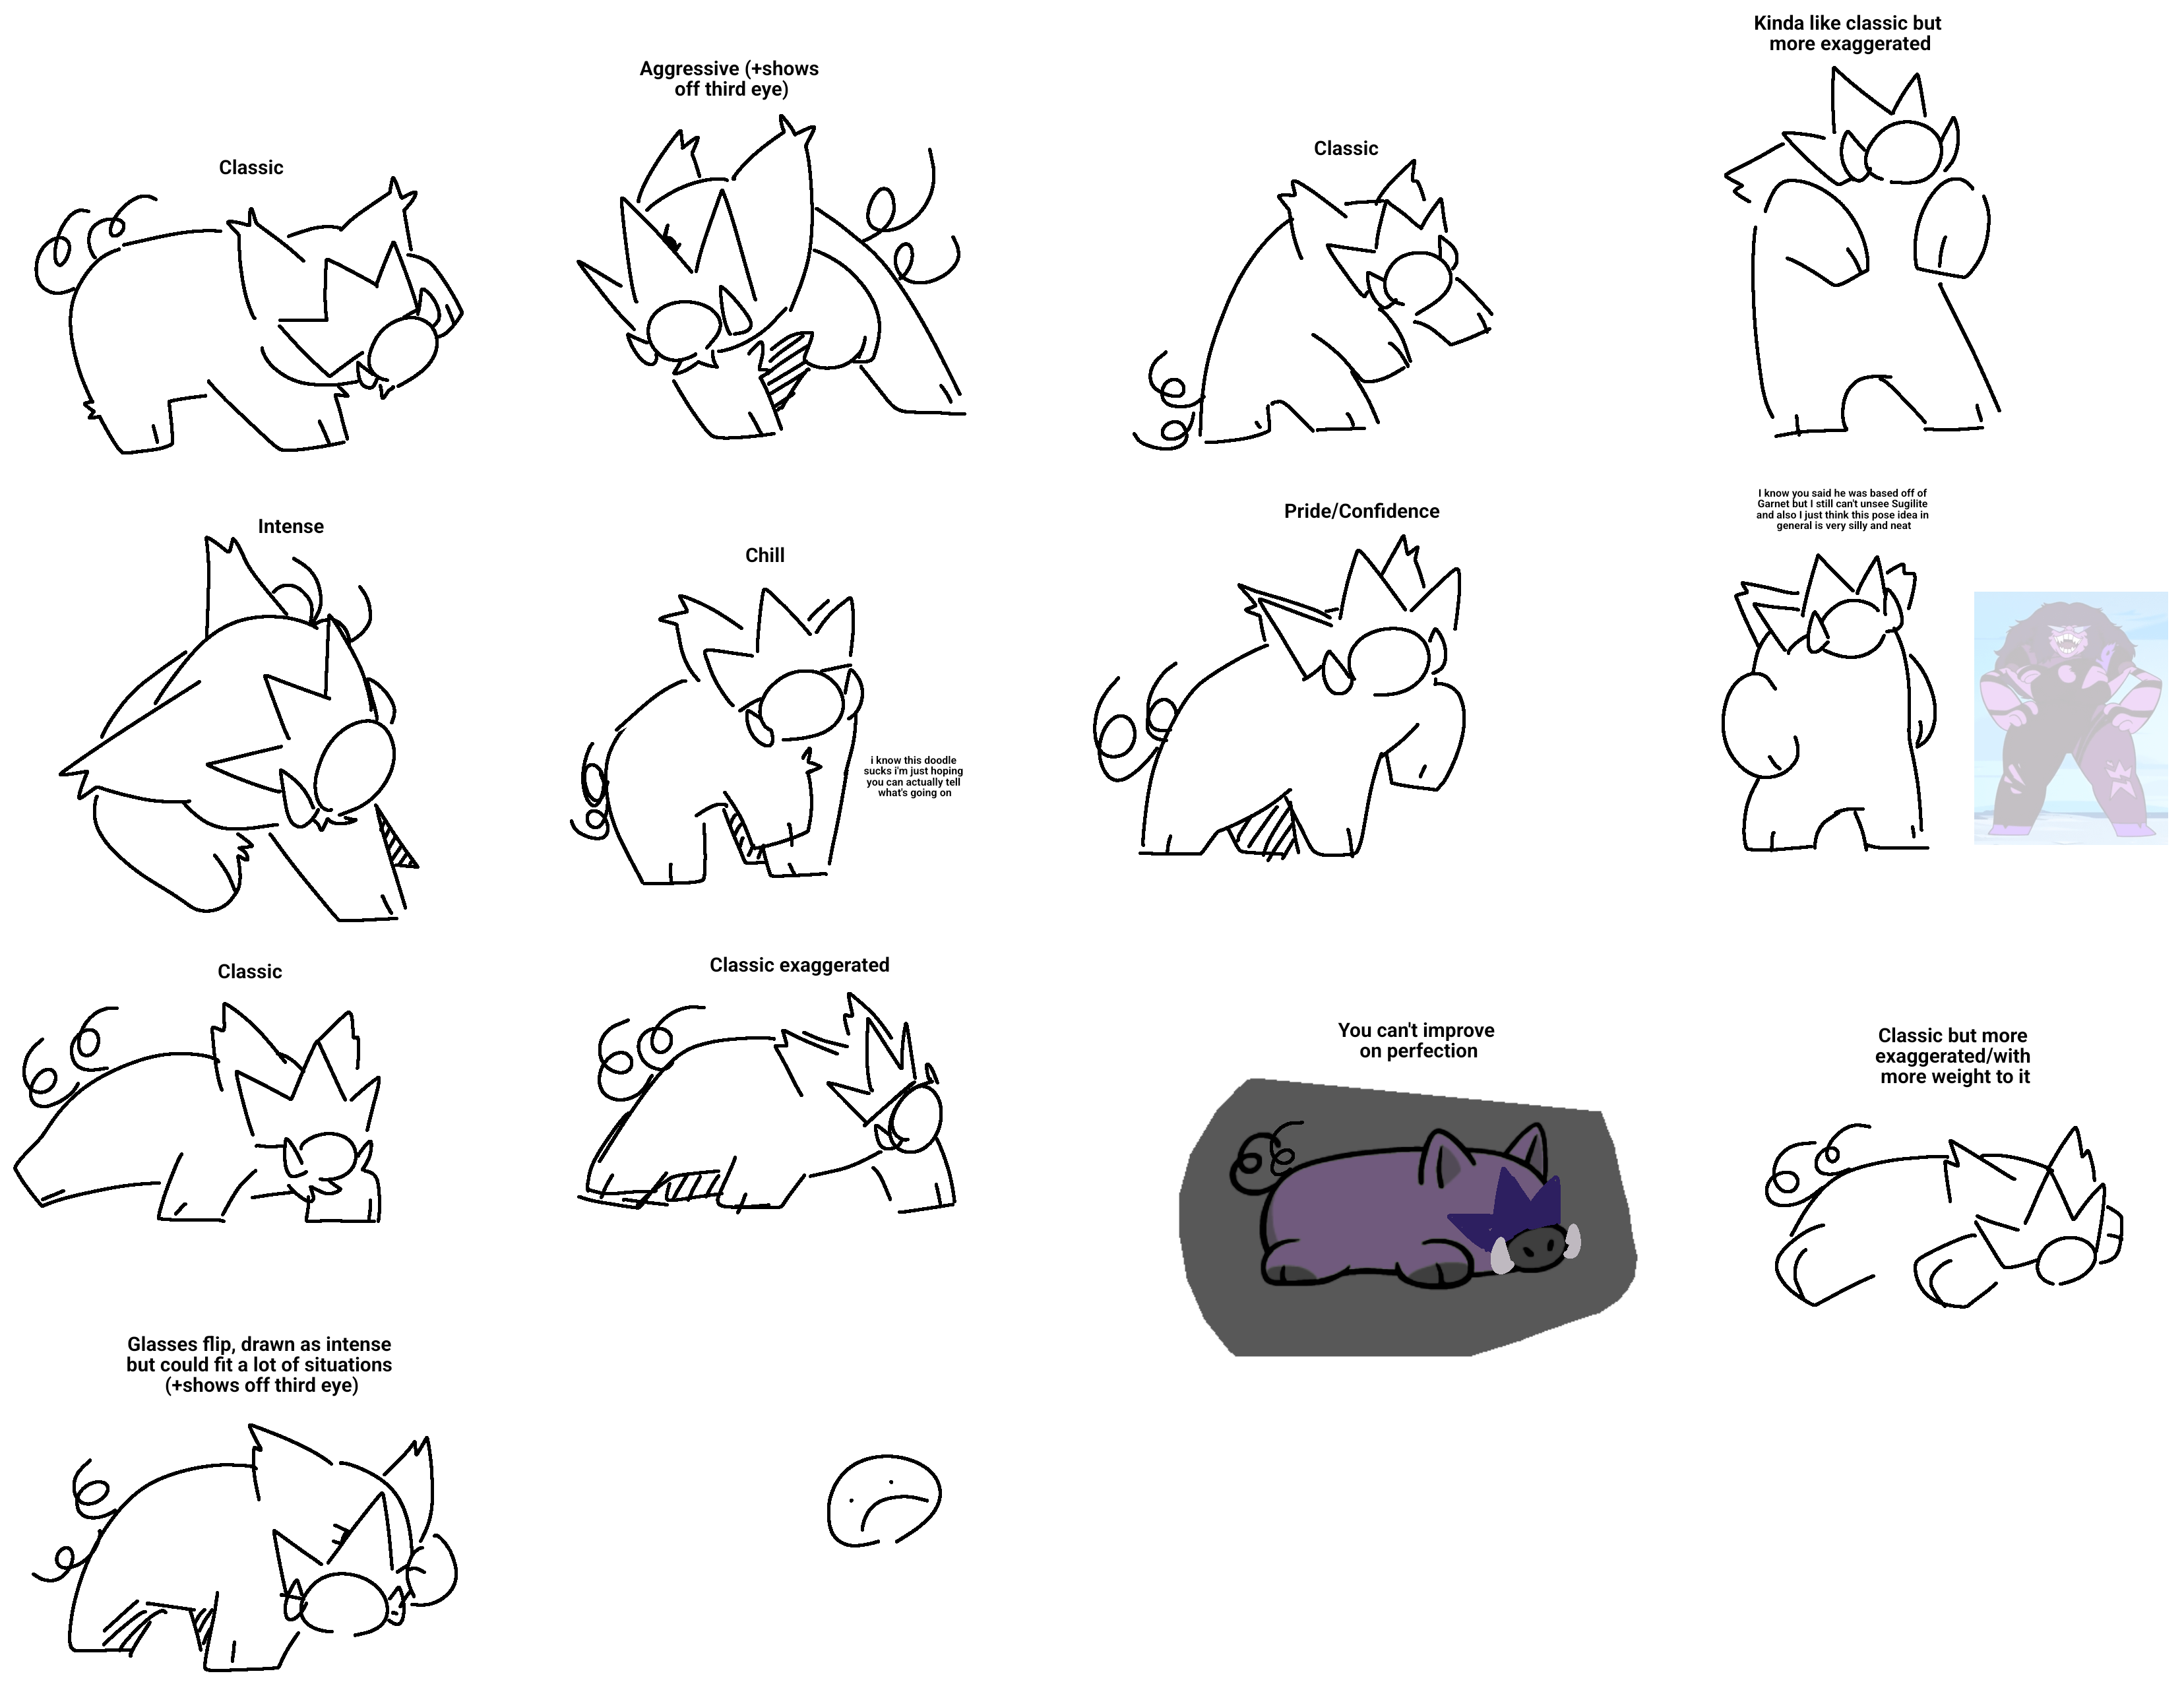 Kinda like classic but
more exaggerated
Aggressive (+shows
off third eye)
Classic
Classic
Intense
Chill
i know this doodle
sucks i'm just hoping
you can actually tell
what's going on
Pride/Confidence
I know you said he was based off of
Garnet but I still can't unsee Sugilite
and also I just think this pose idea in
general is very silly and neat
Classic
Classic exaggerated
You can't improve
on perfection
Classic but more
exaggerated/with
more weight to it
Glasses flip, drawn as intense
but could fit a lot of situations
(+shows off third eye)